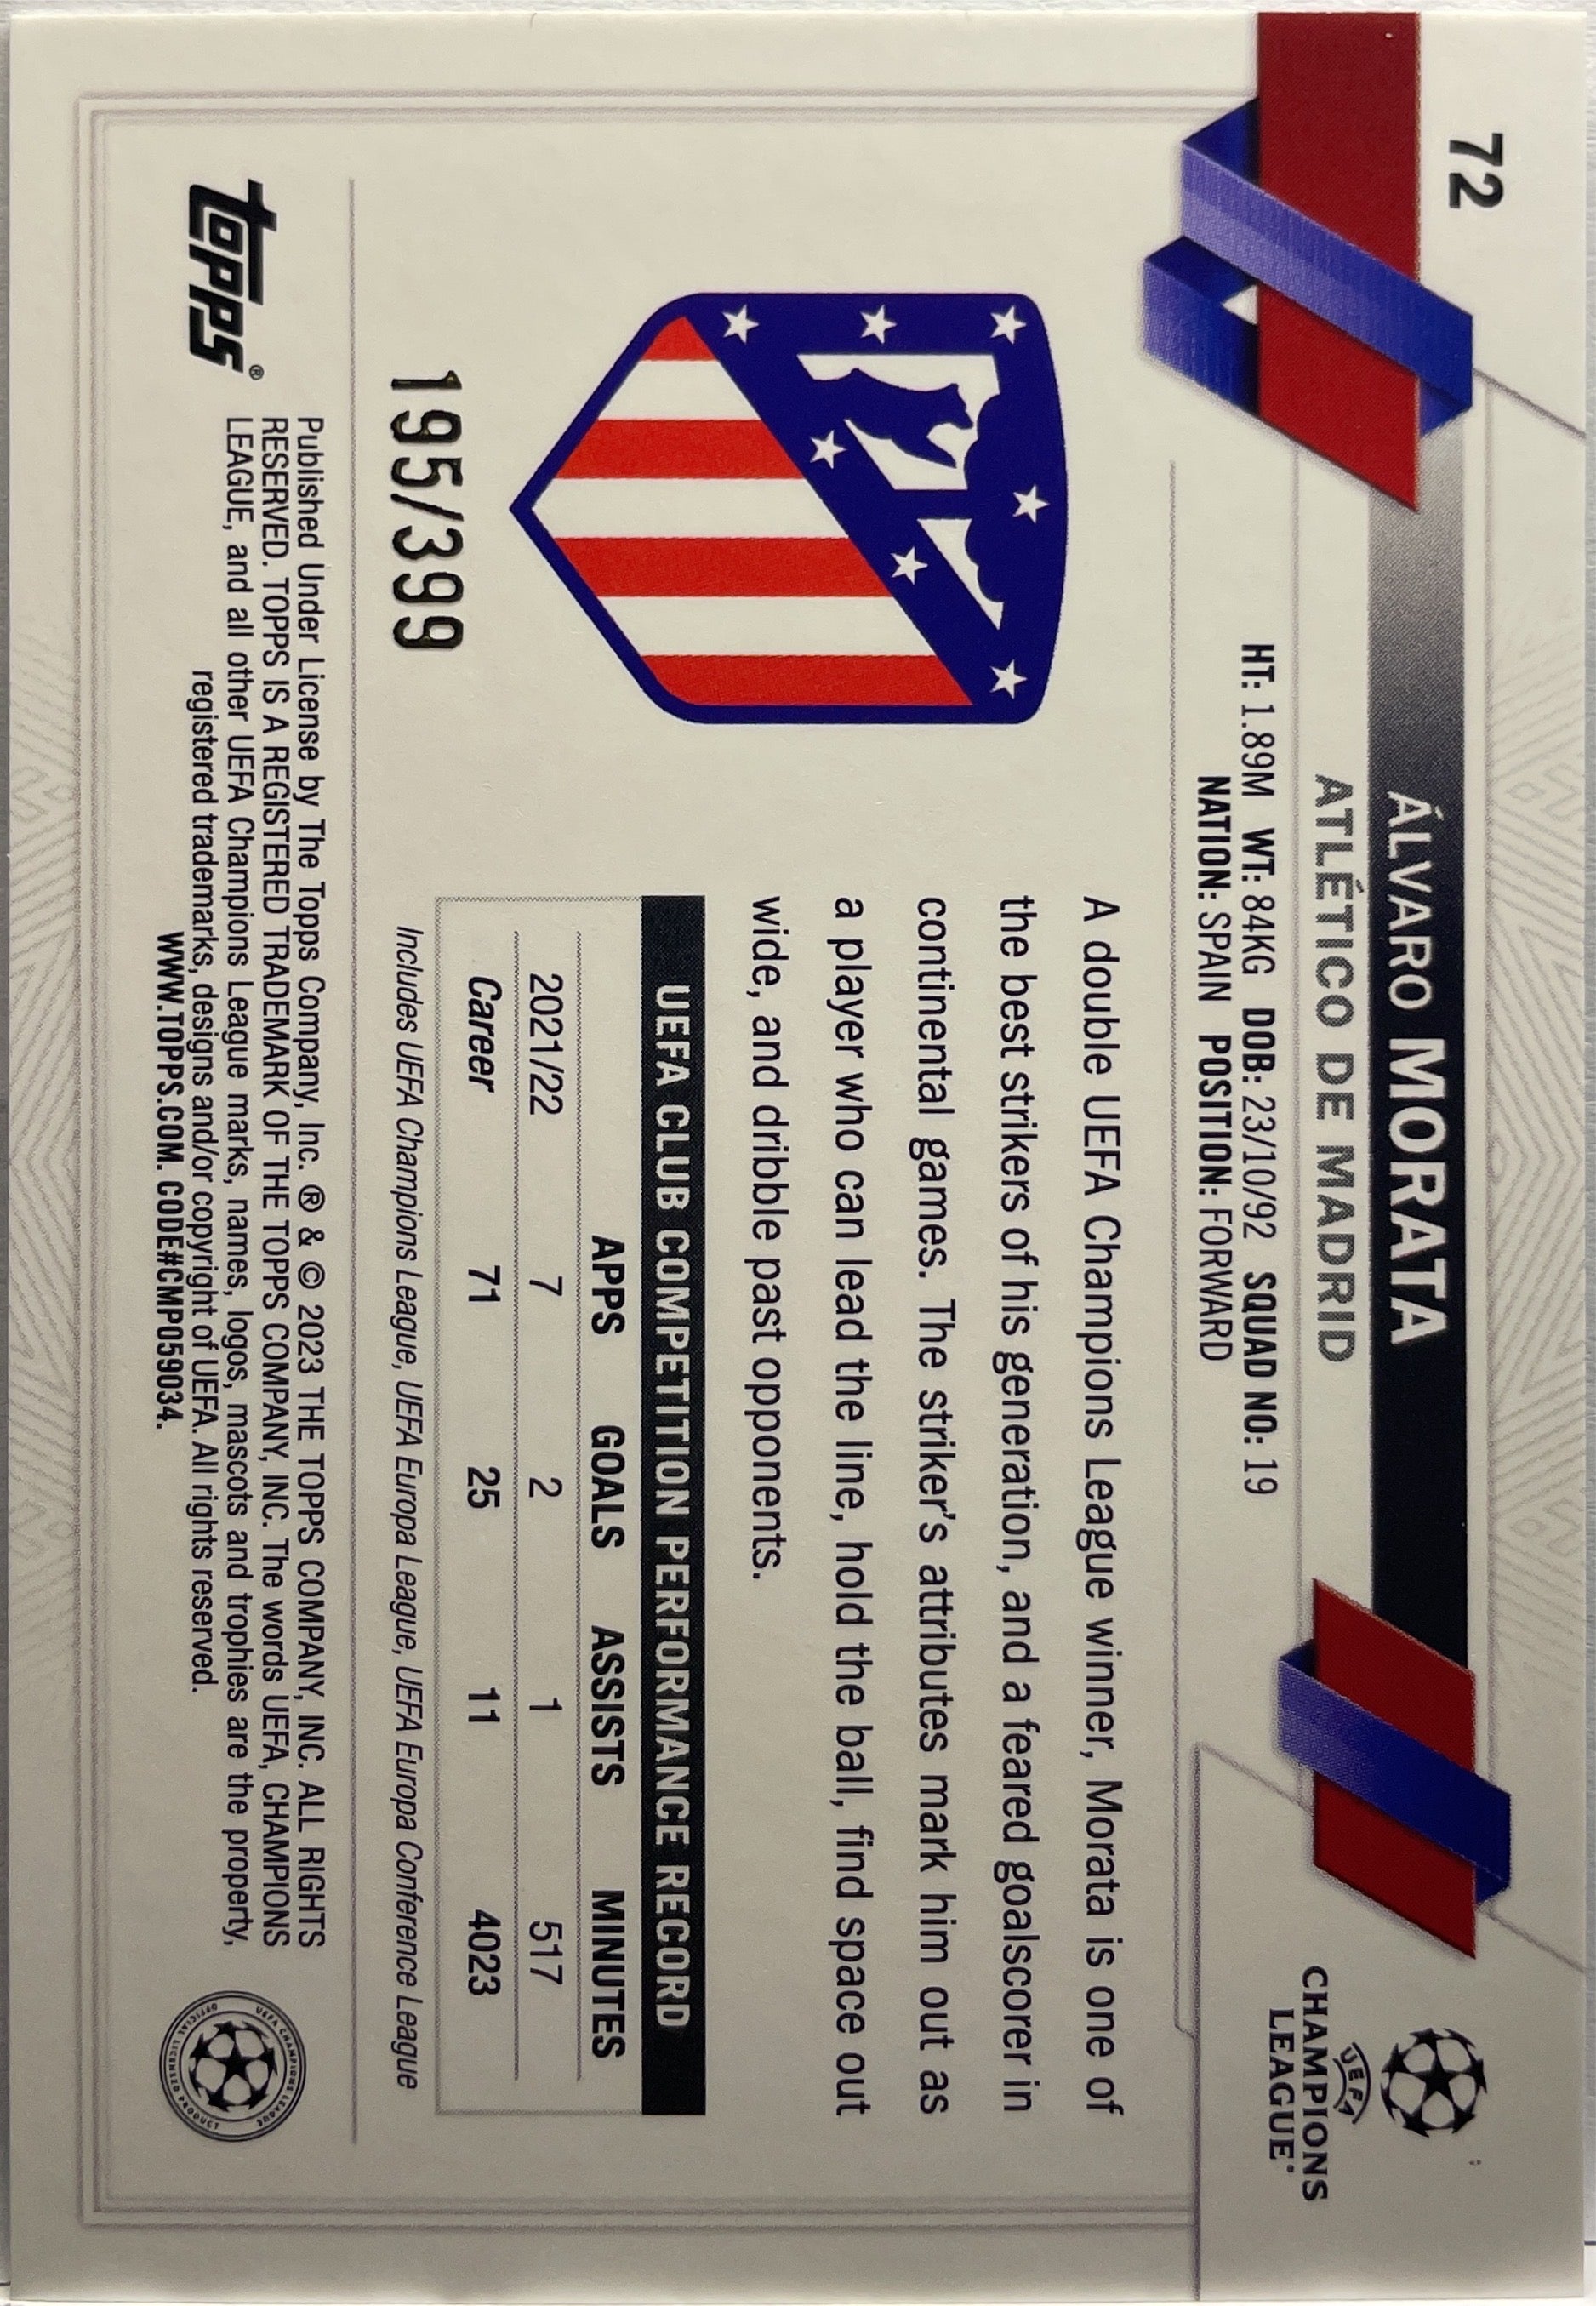 72
ÁLVARO MORATA
ATLÉTICO DE MADRID
HT: 1.89M WT: 84KG DOB: 23/10/92 SQUAD NO: 19
NATION: SPAIN POSITION: FORWARD
UEFA
CHAMPIONS
LEAGUE
A double UEFA Champions League winner, Morata is one of
the best strikers of his generation, and a feared goalscorer in
continental games. The striker's attributes mark him out as
a player who can lead the line, hold the ball, find space out
wide, and dribble past opponents.
UEFA CLUB COMPETITION PERFORMANCE RECORD
APPS GOALS ASSISTS MINUTES
2021/22 7 2 1 517
Career 71 25 11 4023
Includes UEFA Champions League, UEFA Europa League, UEFA Europa Conference League
195/399
topps®
Published Under License by The Topps Company, Inc. ® & © 2023 THE TOPPS COMPANY, INC. ALL RIGHTS
RESERVED. TOPPS IS A REGISTERED TRADEMARK OF THE TOPPS COMPANY, INC. The words UEFA, CHAMPIONS
LEAGUE, and all other UEFA Champions League marks, names, logos, mascots and trophies are the property,
registered trademarks, designs and/or copyright of UEFA. All rights reserved.
WWW.TOPPS.COM. CODE#CMP059034.
UEFA CHAMPIONS LEAGUE
OFFICIAL LICENSED PRODUCT